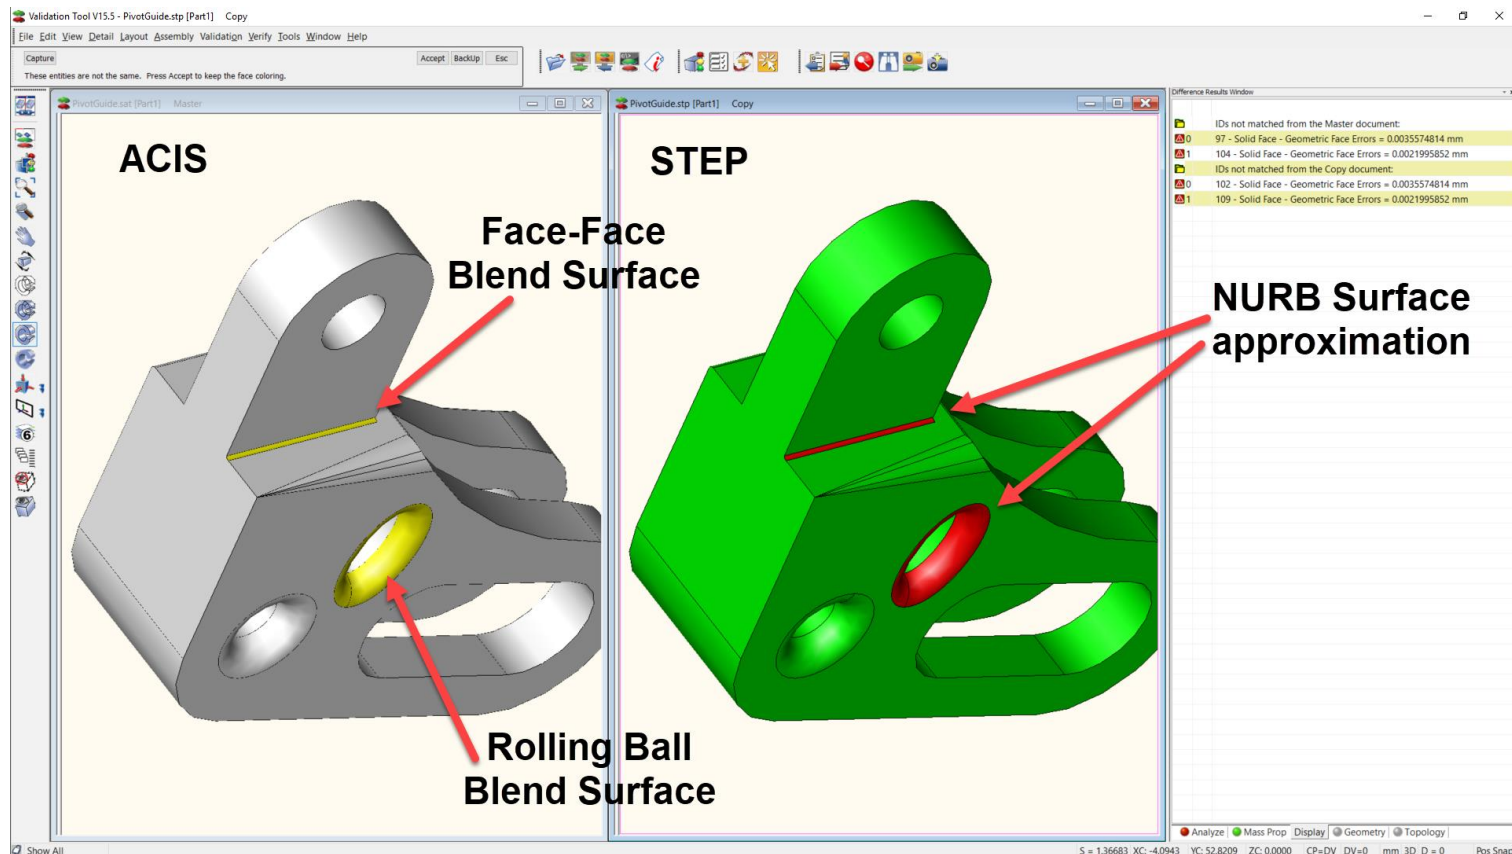 Validation Tool V15.5 - PivotGuide.stp [Part1] Copy
File Edit View Detail Layout Assembly Validation Verify Tools Window Help
Capture
Accept BackUp Esc
These entities are not the same. Press Accept to keep the face coloring.
PivotGuide.sat [Part1] Master
PivotGuide.stp [Part1] Copy
ACIS
STEP
Face-Face
Blend Surface
Rolling Ball
Blend Surface
NURB Surface
approximation
Difference Results Window
IDs not matched from the Master document:
0 97 - Solid Face - Geometric Face Errors = 0.0035574814 mm
1 104 - Solid Face - Geometric Face Errors = 0.0021995852 mm
IDs not matched from the Copy document:
0 102 - Solid Face - Geometric Face Errors = 0.0035574814 mm
1 109 - Solid Face - Geometric Face Errors = 0.0021995852 mm
6
Analyze Mass Prop Display Geometry Topology
Show All
S = 1.36683 XC: -4.0943 YC: 52.8209 ZC: 0.0000 CP=DV DV=0 mm 3D D = 0 Pos Snap